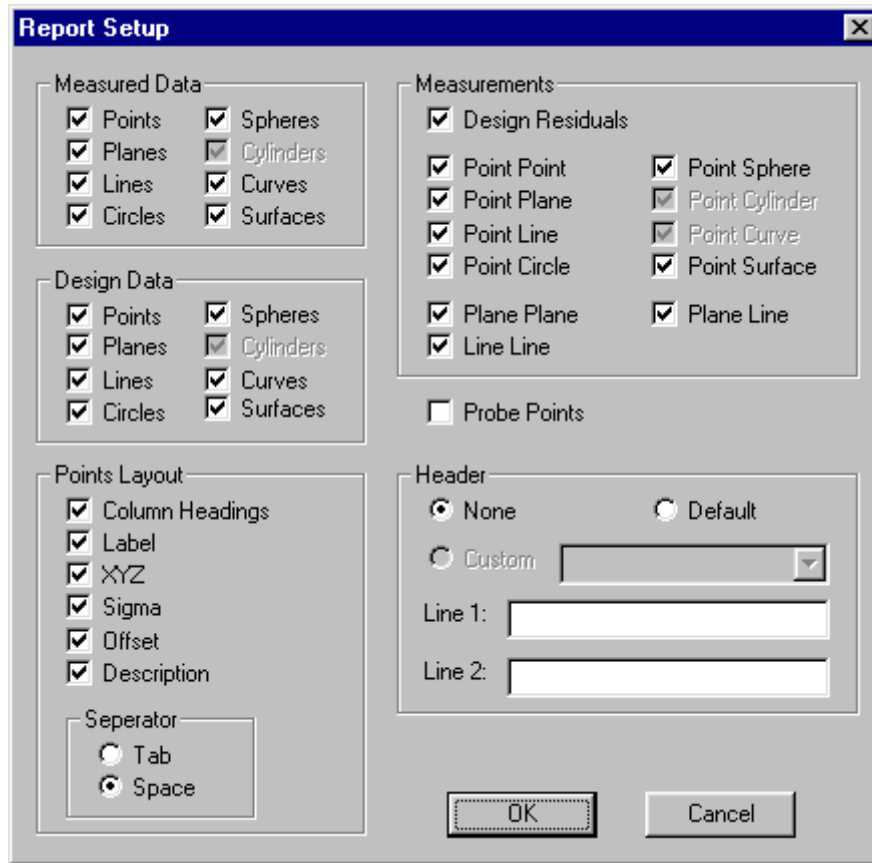 Report Setup
Measured Data
Points
Spheres
Planes
Cylinders
Lines
Curves
Circles
Surfaces
Design Data
Points
Spheres
Planes
Cylinders
Lines
Curves
Circles
Surfaces
Points Layout
Column Headings
Label
XYZ
Sigma
Offset
Description
Seperator
Tab
Space
Measurements
Design Residuals
Point Point
Point Sphere
Point Plane
Point Cylinder
Point Line
Point Curve
Point Circle
Point Surface
Plane Plane
Plane Line
Line Line
Probe Points
Header
None
Default
Custom
Line 1:
Line 2:
OK
Cancel